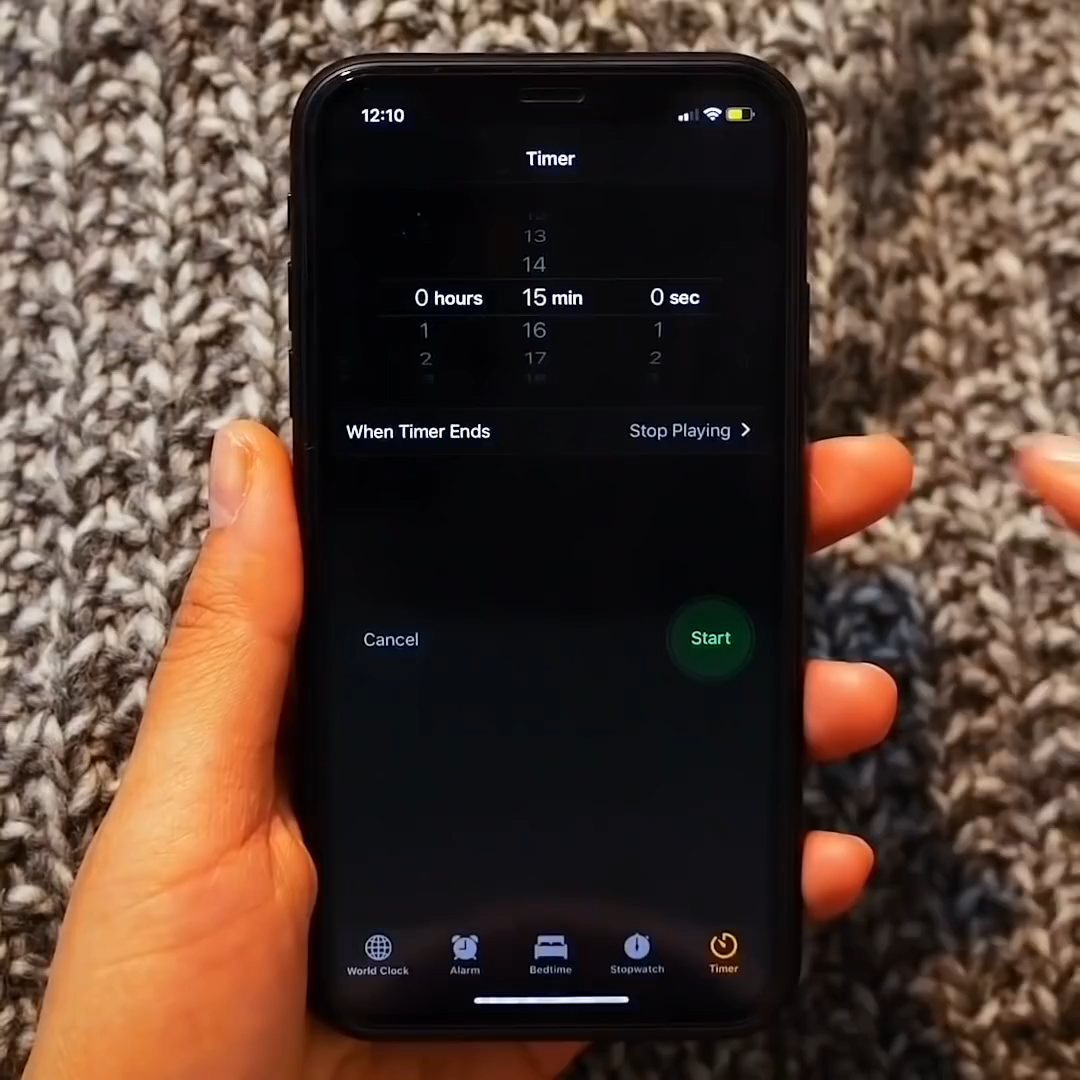 12:10
Timer
13
14
0 hours 15 min 0 sec
1 16 1
2 17 2
When Timer Ends Stop Playing
Cancel Start
World Clock Alarm Bedtime Stopwatch Timer